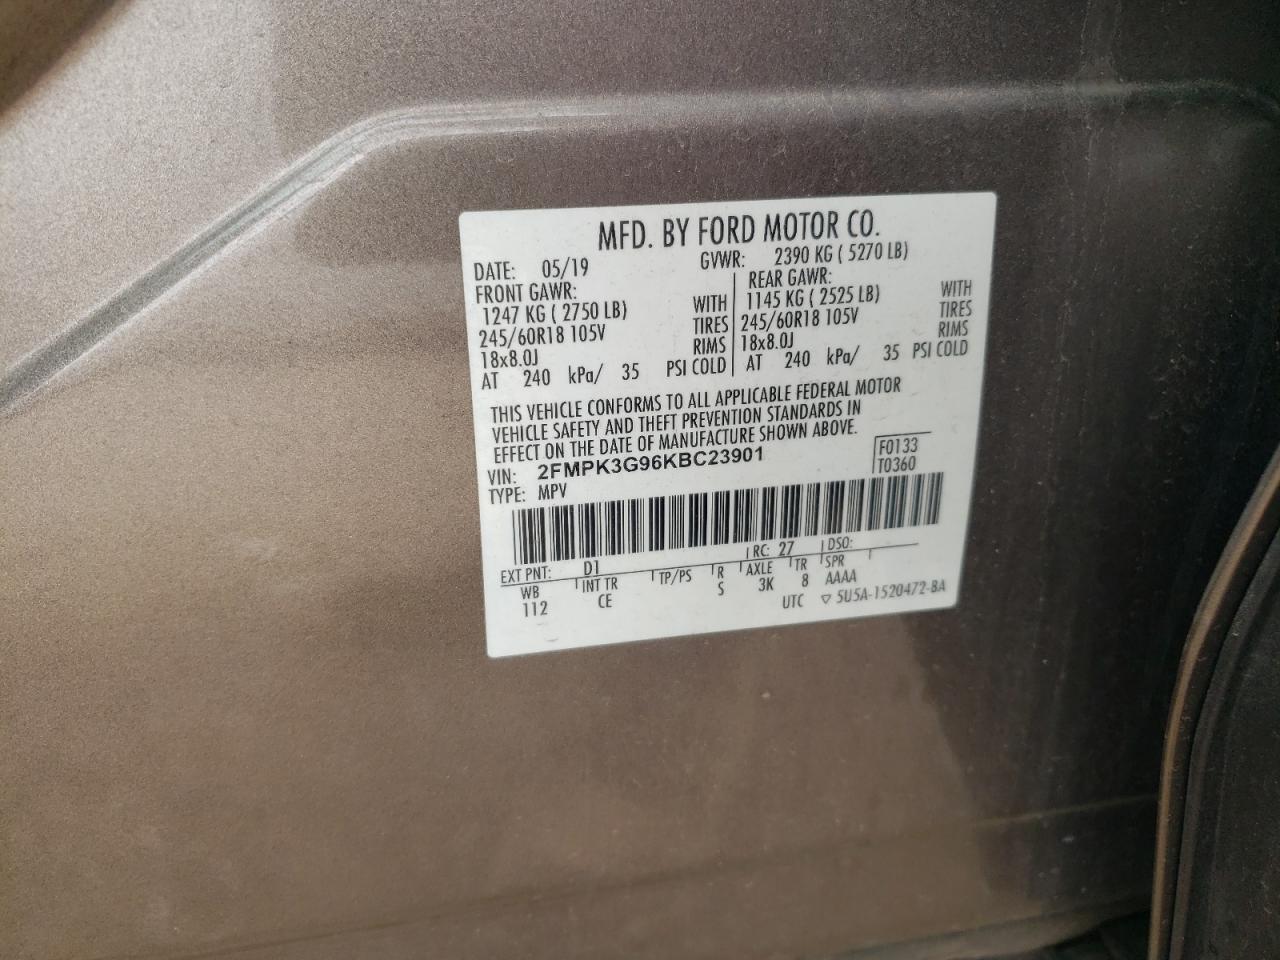 MFD. BY FORD MOTOR CO.
DATE: 05/19 GVWR: 2390 KG ( 5270 LB)
FRONT GAWR:
1247 KG ( 2750 LB) WITH
245/60R18 105V TIRES
18x8.0J RIMS
AT 240 kPa/ 35 PSI COLD
REAR GAWR:
1145 KG ( 2525 LB) WITH
245/60R18 105V TIRES
18x8.0J RIMS
AT 240 kPa/ 35 PSI COLD
THIS VEHICLE CONFORMS TO ALL APPLICABLE FEDERAL MOTOR
VEHICLE SAFETY AND THEFT PREVENTION STANDARDS IN
EFFECT ON THE DATE OF MANUFACTURE SHOWN ABOVE.
VIN: 2FMPK3G96KBC23901
F0133
T0360
TYPE: MPV
EXT PNT: D1 RC: 27 DSO:
WB INT TR TP/PS R AXLE TR SPR
112 CE S 3K 8 AAAA
UTC ▽ 5U5A-1520472-BA